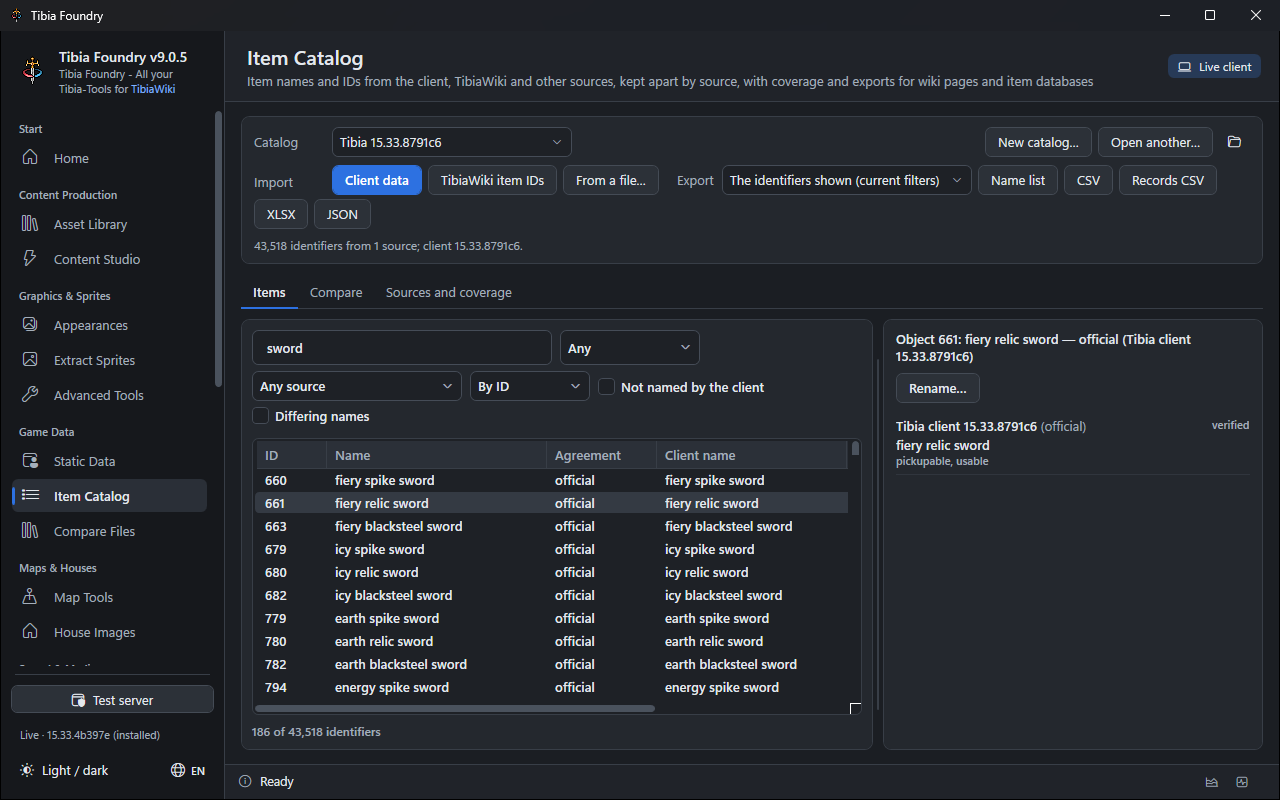 Tibia Foundry
Tibia Foundry v9.0.5
Tibia Foundry - All your
Tibia-Tools for TibiaWiki
Start
Home
Content Production
Asset Library
Content Studio
Graphics & Sprites
Appearances
Extract Sprites
Advanced Tools
Game Data
Static Data
Item Catalog
Compare Files
Maps & Houses
Map Tools
House Images
Test server
Live · 15.33.4b397e (installed)
Light / dark
EN
Item Catalog
Item names and IDs from the client, TibiaWiki and other sources, kept apart by source, with coverage and exports for wiki pages and item databases
Live client
Catalog
Tibia 15.33.8791c6
New catalog...
Open another...
Import
Client data
TibiaWiki item IDs
From a file...
Export
The identifiers shown (current filters)
Name list
CSV
Records CSV
XLSX
JSON
43,518 identifiers from 1 source; client 15.33.8791c6.
Items
Compare
Sources and coverage
sword
Any
Any source
By ID
Not named by the client
Differing names
ID Name Agreement Client name
660 fiery spike sword official fiery spike sword
661 fiery relic sword official fiery relic sword
663 fiery blacksteel sword official fiery blacksteel sword
679 icy spike sword official icy spike sword
680 icy relic sword official icy relic sword
682 icy blacksteel sword official icy blacksteel sword
779 earth spike sword official earth spike sword
780 earth relic sword official earth relic sword
782 earth blacksteel sword official earth blacksteel sword
794 energy spike sword official energy spike sword
186 of 43,518 identifiers
Object 661: fiery relic sword — official (Tibia client
15.33.8791c6)
Rename...
Tibia client 15.33.8791c6 (official)
verified
fiery relic sword
pickupable, usable
Ready